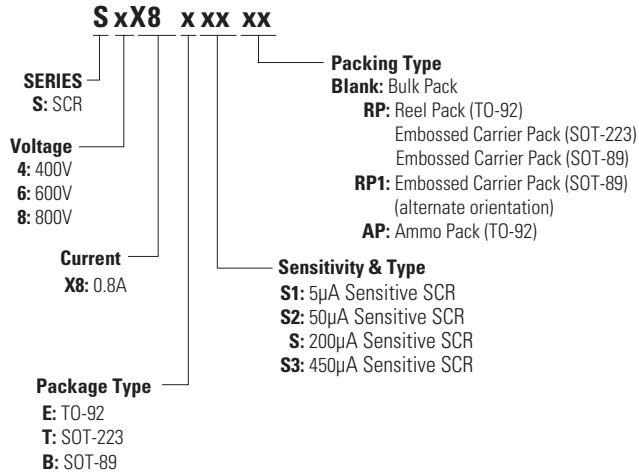 S xX8 x xx xx
Packing Type
Blank: Bulk Pack
RP: Reel Pack (TO-92)
Embossed Carrier Pack (SOT-223)
Embossed Carrier Pack (SOT-89)
RP1: Embossed Carrier Pack (SOT-89)
(alternate orientation)
AP: Ammo Pack (TO-92)
SERIES
S: SCR
Voltage
4: 400V
6: 600V
8: 800V
Current
X8: 0.8A
Sensitivity & Type
S1: 5µA Sensitive SCR
S2: 50µA Sensitive SCR
S: 200µA Sensitive SCR
S3: 450µA Sensitive SCR
Package Type
E: TO-92
T: SOT-223
B: SOT-89